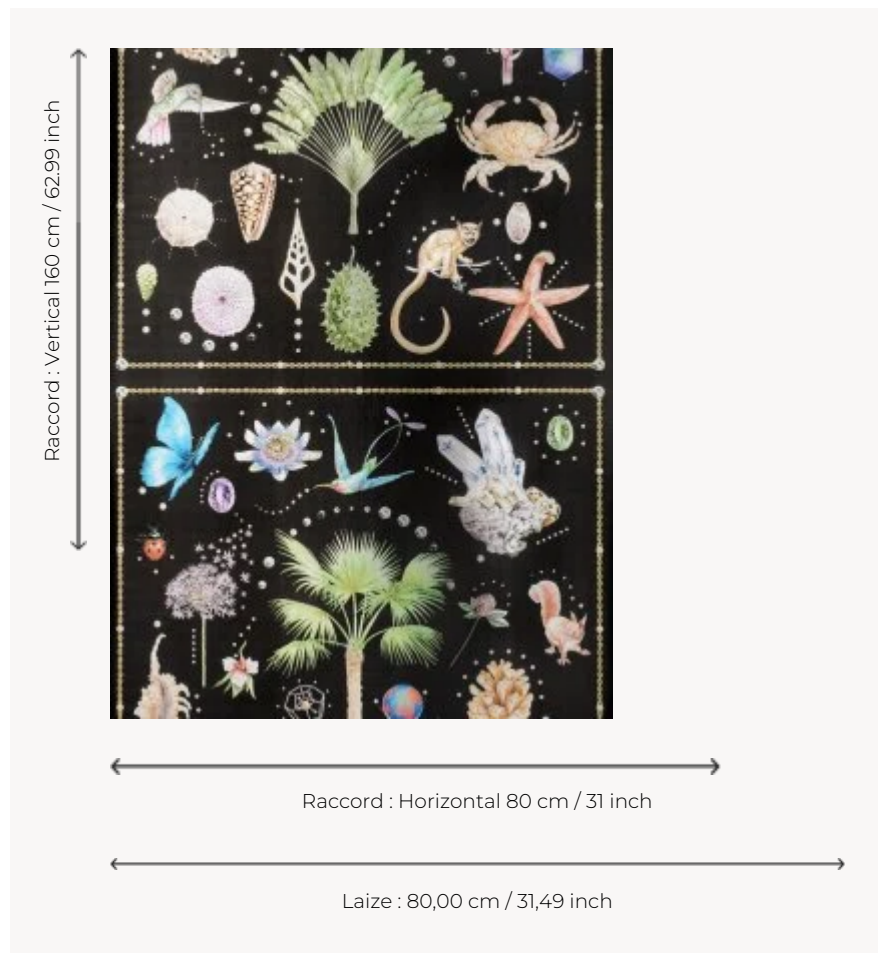 Raccord : Vertical 160 cm / 62.99 inch
Raccord : Horizontal 80 cm / 31 inch
Laize : 80,00 cm / 31,49 inch